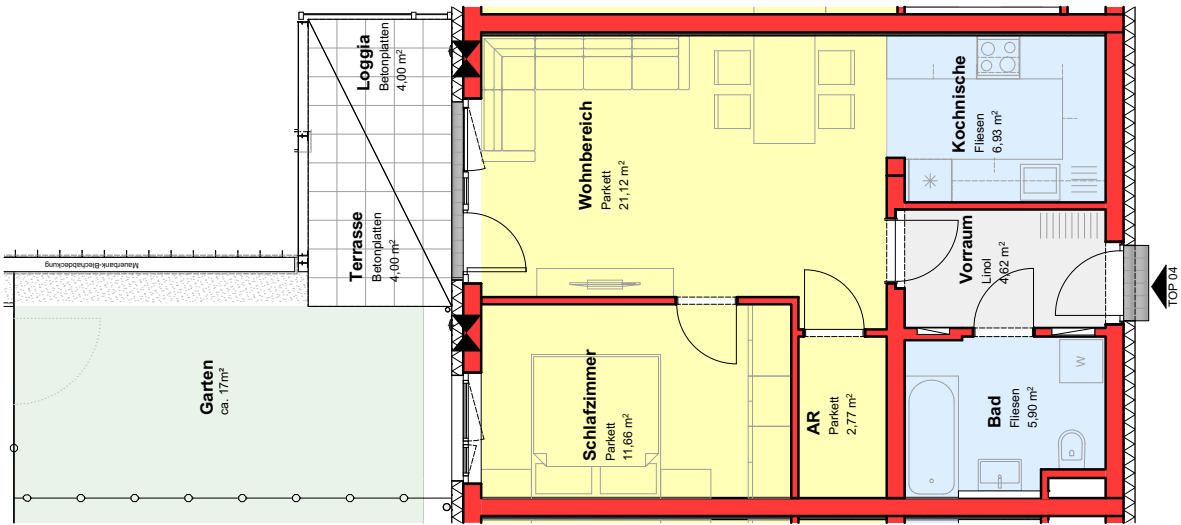 Loggia
Betonplatten
4,00 m²
Terrasse
Betonplatten
4,00 m²
Mauerbank-Blechabdeckung
Garten
ca. 17m²
Wohnbereich
Parkett
21,12 m²
Kochnische
Fliesen
6,93 m²
Vorraum
Linol
4,62 m²
Schlafzimmer
Parkett
11,66 m²
AR
Parkett
2,77 m²
Bad
Fliesen
5,90 m²
W
TOP 04